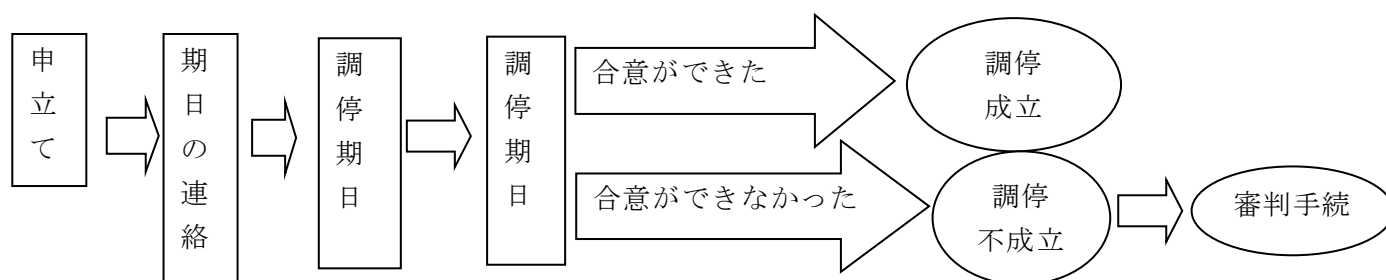 申立て
期日の連絡
調停期日
調停期日
合意ができた
調停
成立
合意ができなかった
調停
不成立
審判手続